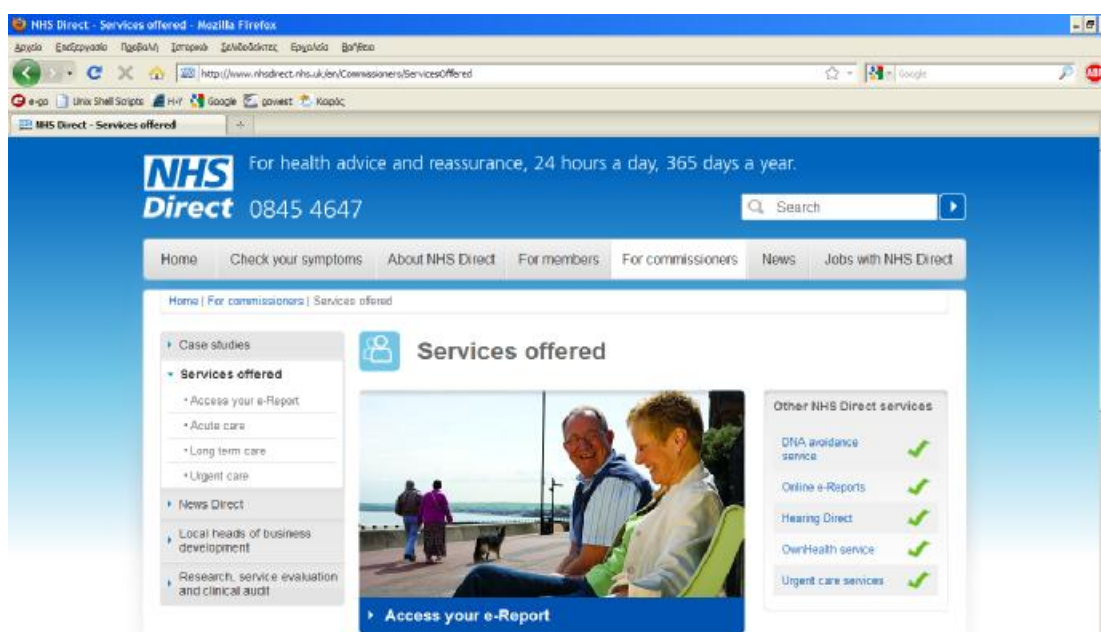 NHS Direct - Services offered - Mozilla Firefox
Αρχείο Επεξεργασία Προβολή Ιστορικό Σελιδοδείκτες Εργαλεία Βοήθεια
http://www.nhsdirect.nhs.uk/en/Commissioners/ServicesOffered
Google
e-go Unix Shell Scripts Google gowest Καιρός
NHS Direct - Services offered
NHS
Direct
For health advice and reassurance, 24 hours a day, 365 days a year.
0845 4647
Search
Home Check your symptoms About NHS Direct For members For commissioners News Jobs with NHS Direct
Home | For commissioners | Services offered
Case studies
Services offered
• Access your e-Report
• Acute care
• Long term care
• Urgent care
News Direct
Local heads of business
development
Research, service evaluation
and clinical audit
Services offered
Access your e-Report
Other NHS Direct services
DNA avoidance
service
Online e-Reports
Hearing Direct
OwnHealth service
Urgent care services